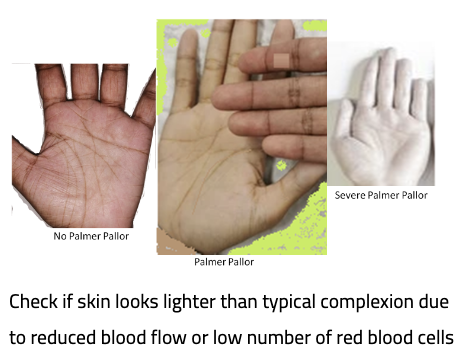 No Palmer Pallor
Palmer Pallor
Severe Palmer Pallor
Check if skin looks lighter than typical complexion due
to reduced blood flow or low number of red blood cells